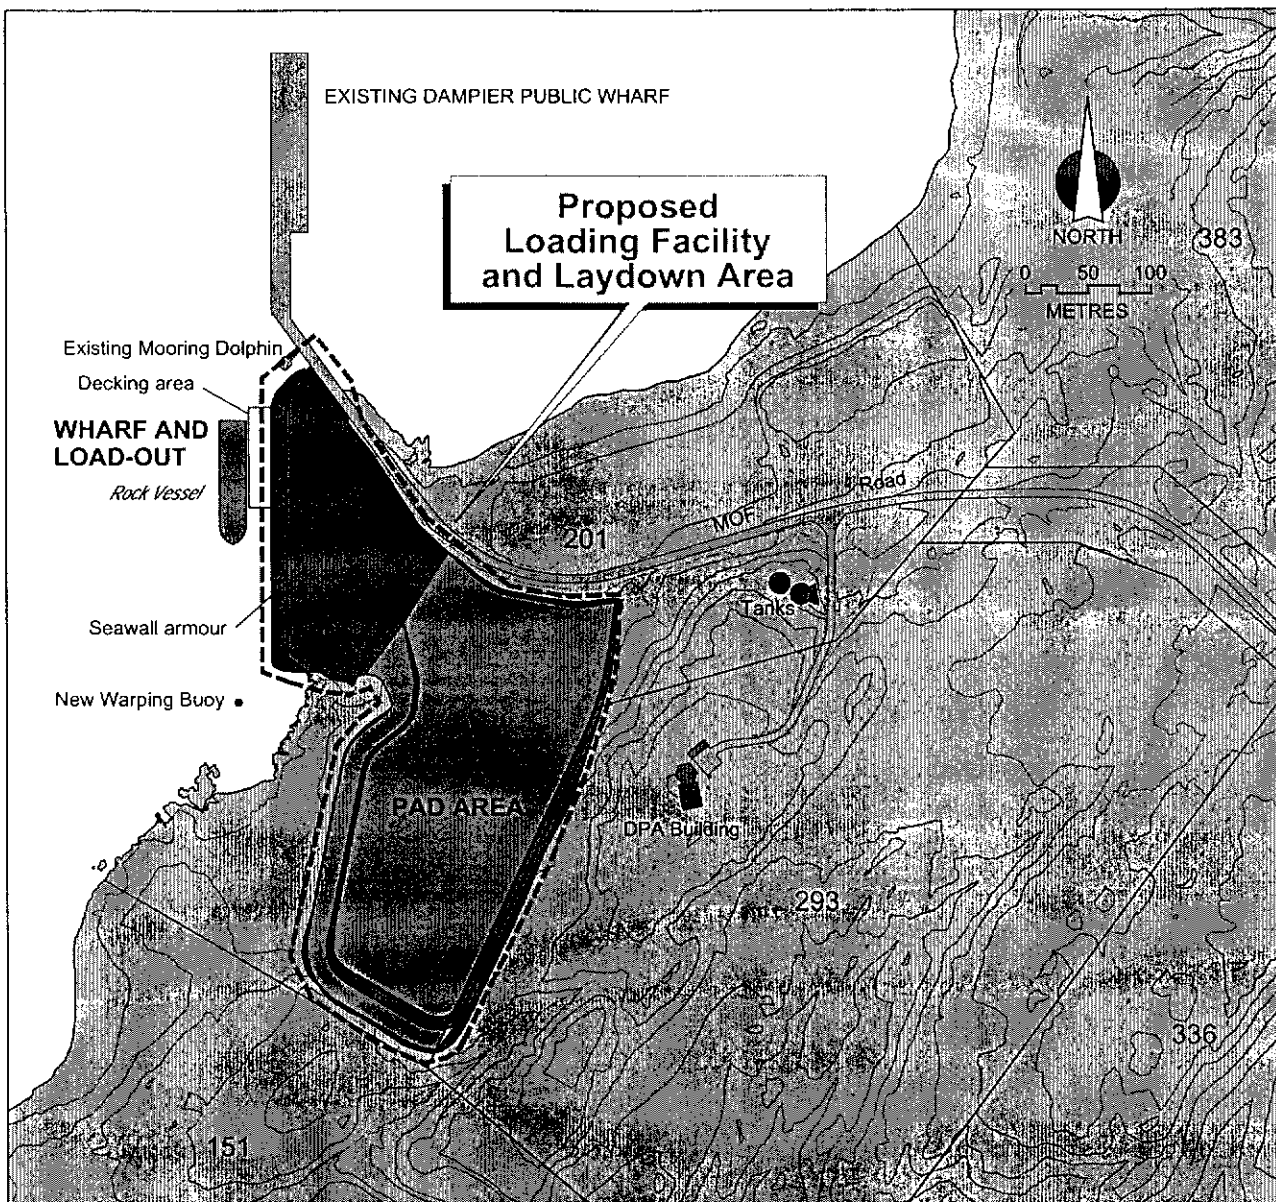 EXISTING DAMPIER PUBLIC WHARF
Proposed
Loading Facility
and Laydown Area
NORTH
383
0 50 100
METRES
Existing Mooring Dolphin
Decking area
WHARF AND
LOAD-OUT
Rock Vessel
MOF Road
201
Tanks
Seawall armour
New Warping Buoy
PAD AREA
DPA Building
293
336
151